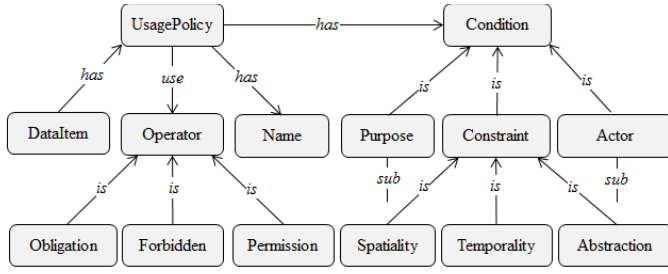 UsagePolicy
has
Condition
has
use
has
is
is
is
DataItem
Operator
Name
Purpose
Constraint
Actor
is
is
is
sub
is
is
is
sub
Obligation
Forbidden
Permission
Spatiality
Temporality
Abstraction